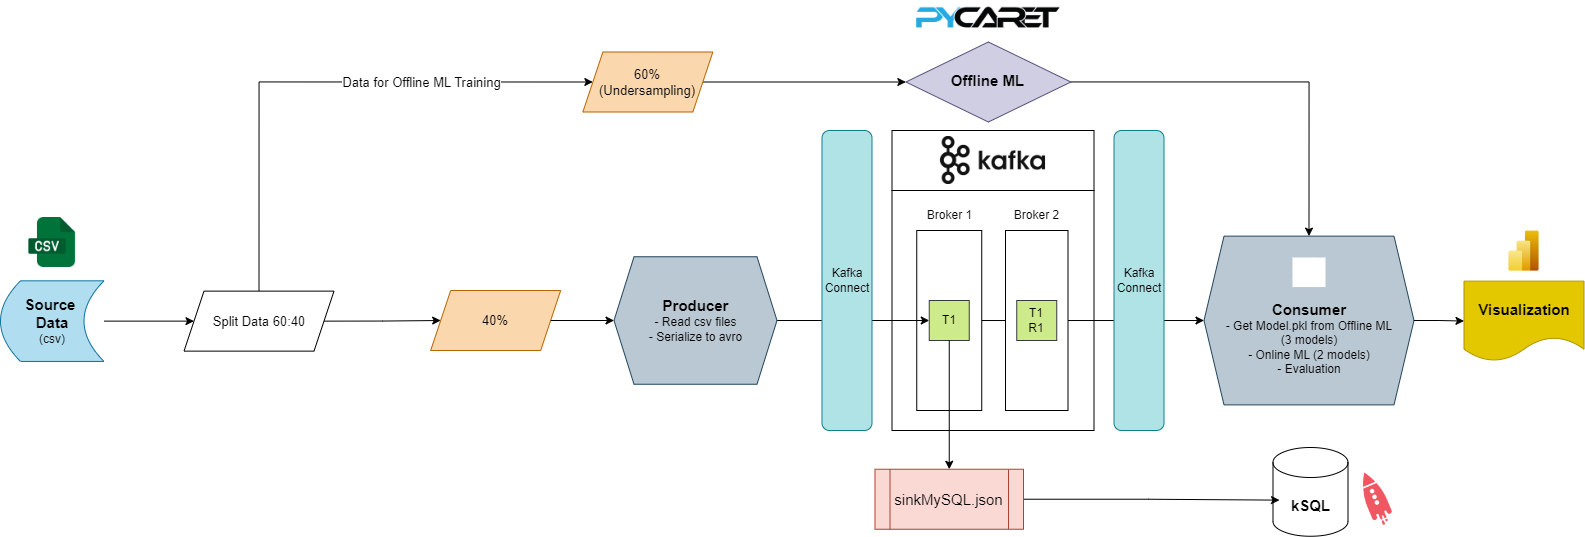 PYCARET
Data for Offline ML Training
60%
(Undersampling)
Offline ML
kafka
Broker 1
Broker 2
CSV
Source
Data
(csv)
Split Data 60:40
40%
Producer
- Read csv files
- Serialize to avro
Kafka
Connect
T1
T1
R1
Kafka
Connect
Consumer
- Get Model.pkl from Offline ML
(3 models)
- Online ML (2 models)
- Evaluation
Visualization
sinkMySQL.json
kSQL